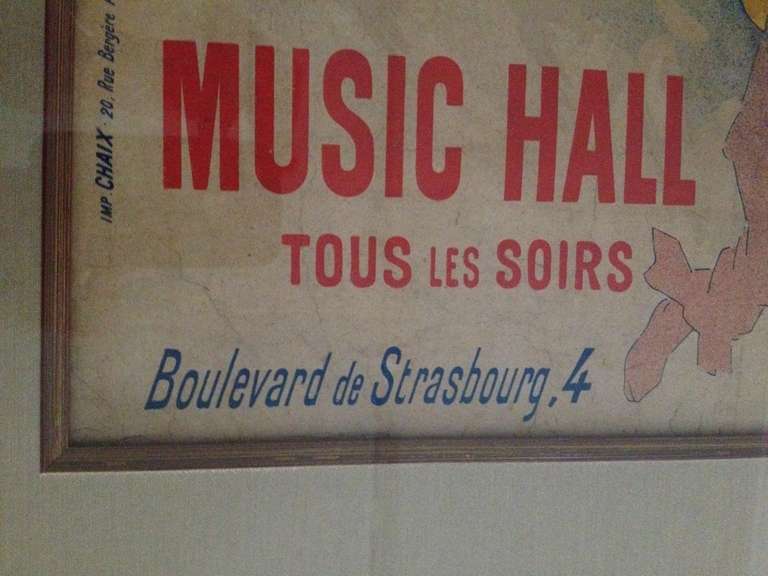 MUSIC HALL
TOUS LES SOIRS
Boulevard de Strasbourg, 4
IMP. CHAIX · 20, Rue Bergère